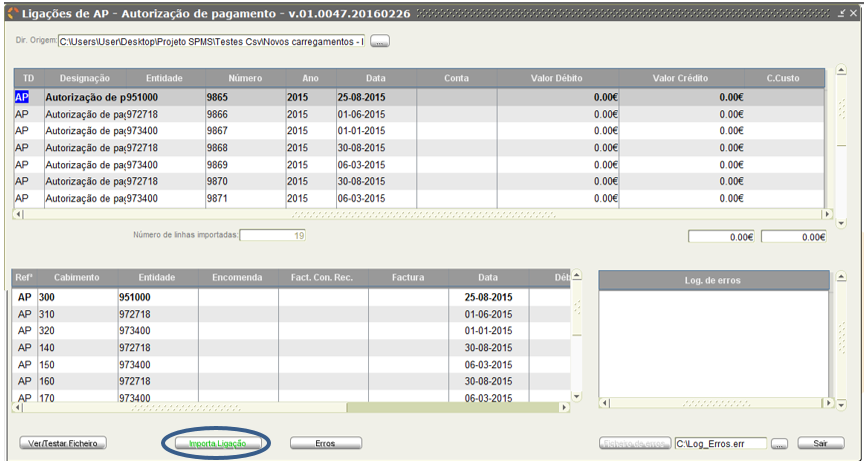 Ligações de AP - Autorização de pagamento - v.01.0047.20160226
Dir. Origem: C:\Users\User\Desktop\Projeto SPMS\Testes Csv\Novos carregamentos - I ...
TD Designação Entidade Número Ano Data Conta Valor Débito Valor Crédito C.Custo
AP Autorização de p 951000 9865 2015 25-08-2015 0.00€ 0.00€
AP Autorização de pa 972718 9866 2015 01-06-2015 0.00€ 0.00€
AP Autorização de pa 973400 9867 2015 01-01-2015 0.00€ 0.00€
AP Autorização de pa 972718 9868 2015 30-08-2015 0.00€ 0.00€
AP Autorização de pa 973400 9869 2015 06-03-2015 0.00€ 0.00€
AP Autorização de pa 972718 9870 2015 30-08-2015 0.00€ 0.00€
AP Autorização de pa 973400 9871 2015 06-03-2015 0.00€ 0.00€
Número de linhas importadas: 19 0.00€ 0.00€
Refª Cabimento Entidade Encomenda Fact. Con. Rec. Factura Data Déb Log. de erros
AP 300 951000 25-08-2015
AP 310 972718 01-06-2015
AP 320 973400 01-01-2015
AP 140 972718 30-08-2015
AP 150 973400 06-03-2015
AP 160 972718 30-08-2015
AP 170 973400 06-03-2015
Ver/Testar Ficheiro Importa Ligação Erros Ficheiro de erros C:\Log_Erros.err ... Sair